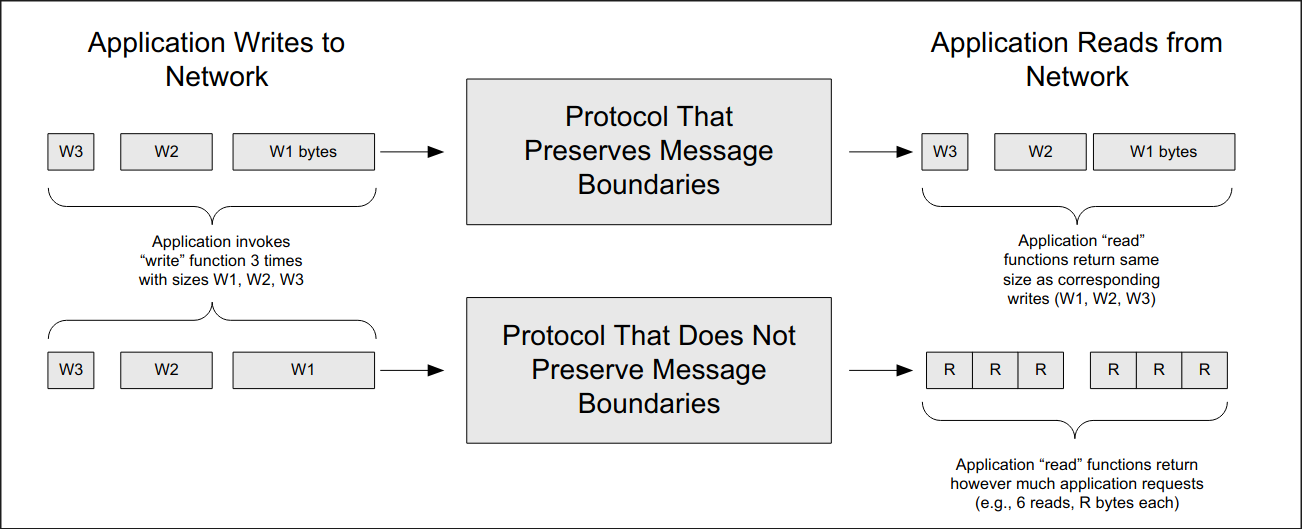 Application Writes to
Network
Application Reads from
Network
Protocol That
Preserves Message
Boundaries
W3
W2
W1 bytes
W3
W2
W1 bytes
Application invokes
“write” function 3 times
with sizes W1, W2, W3
Application “read”
functions return same
size as corresponding
writes (W1, W2, W3)
Protocol That Does Not
Preserve Message
Boundaries
W3
W2
W1
R
R
R
R
R
R
Application “read” functions return
however much application requests
(e.g., 6 reads, R bytes each)